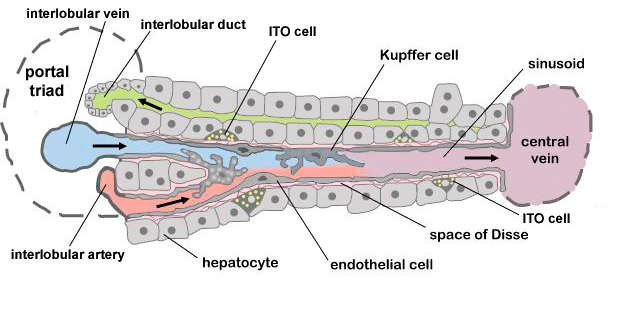 interlobular vein
interlobular duct
ITO cell
Kupffer cell
sinusoid
portal
triad
central
vein
ITO cell
space of Disse
interlobular artery
hepatocyte
endothelial cell